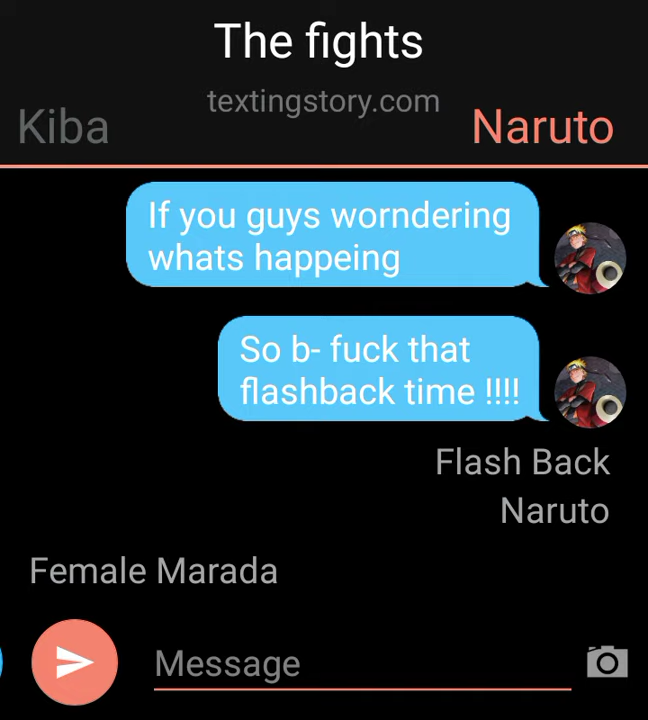 The fights
textingstory.com
Kiba
Naruto
If you guys worndering
whats happeing
So b- fuck that
flashback time !!!!
Flash Back
Naruto
Female Marada
Message